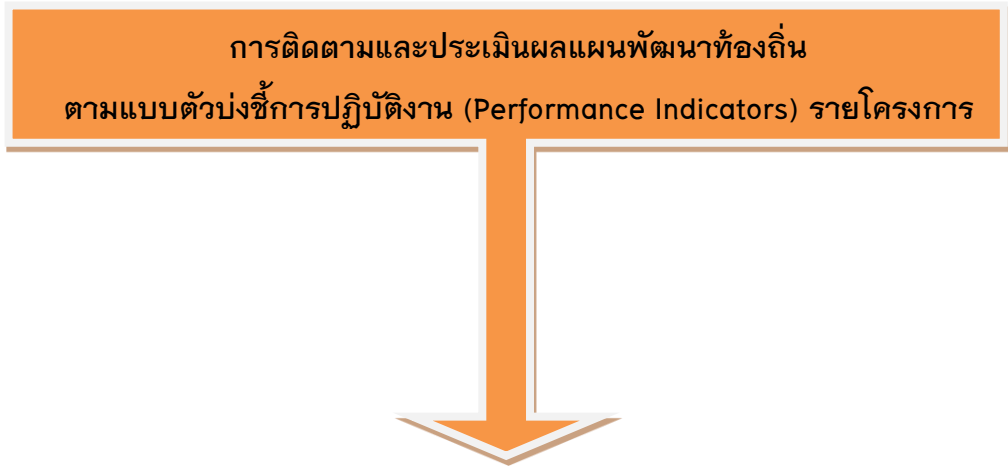 การติดตามและประเมินผลแผนพัฒนาท้องถิ่น
ตามแบบตัวบ่งชี้การปฏิบัติงาน (Performance Indicators) รายโครงการ